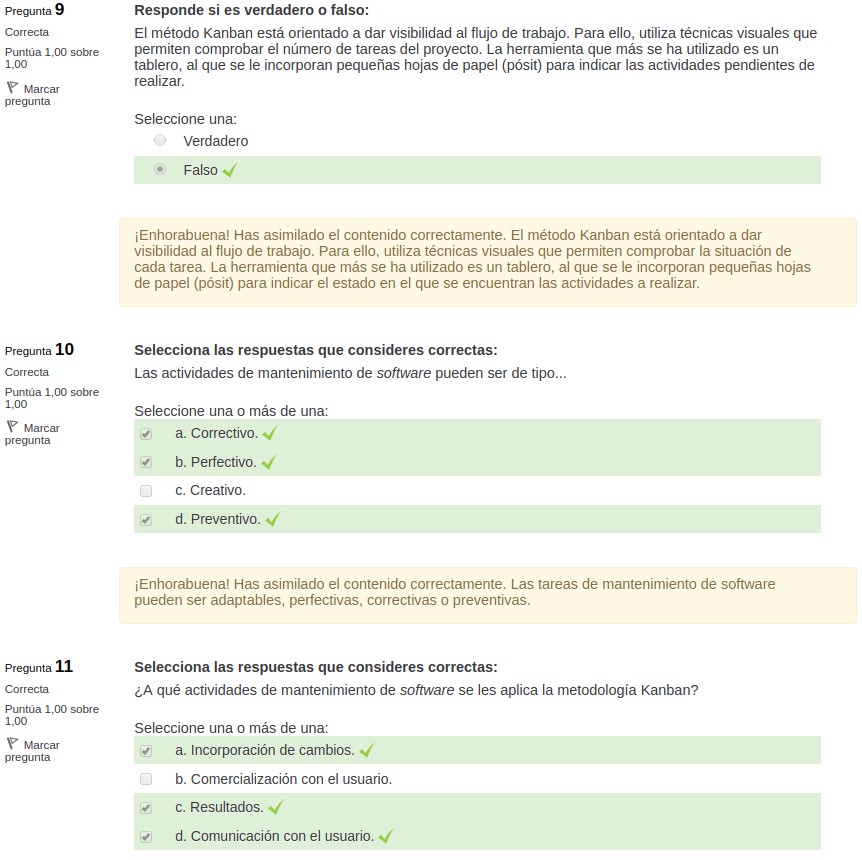 Pregunta 9
Correcta
Puntúa 1,00 sobre
1,00
Marcar
pregunta
Responde si es verdadero o falso:
El método Kanban está orientado a dar visibilidad al flujo de trabajo. Para ello, utiliza técnicas visuales que
permiten comprobar el número de tareas del proyecto. La herramienta que más se ha utilizado es un
tablero, al que se le incorporan pequeñas hojas de papel (pósit) para indicar las actividades pendientes de
realizar.
Seleccione una:
Verdadero
Falso
¡Enhorabuena! Has asimilado el contenido correctamente. El método Kanban está orientado a dar
visibilidad al flujo de trabajo. Para ello, utiliza técnicas visuales que permiten comprobar la situación de
cada tarea. La herramienta que más se ha utilizado es un tablero, al que se le incorporan pequeñas hojas
de papel (pósit) para indicar el estado en el que se encuentran las actividades a realizar.
Pregunta 10
Correcta
Puntúa 1,00 sobre
1,00
Marcar
pregunta
Selecciona las respuestas que consideres correctas:
Las actividades de mantenimiento de software pueden ser de tipo...
Seleccione una o más de una:
a. Correctivo.
b. Perfectivo.
c. Creativo.
d. Preventivo.
¡Enhorabuena! Has asimilado el contenido correctamente. Las tareas de mantenimiento de software
pueden ser adaptables, perfectivas, correctivas o preventivas.
Pregunta 11
Correcta
Puntúa 1,00 sobre
1,00
Marcar
pregunta
Selecciona las respuestas que consideres correctas:
¿A qué actividades de mantenimiento de software se les aplica la metodología Kanban?
Seleccione una o más de una:
a. Incorporación de cambios.
b. Comercialización con el usuario.
c. Resultados.
d. Comunicación con el usuario.